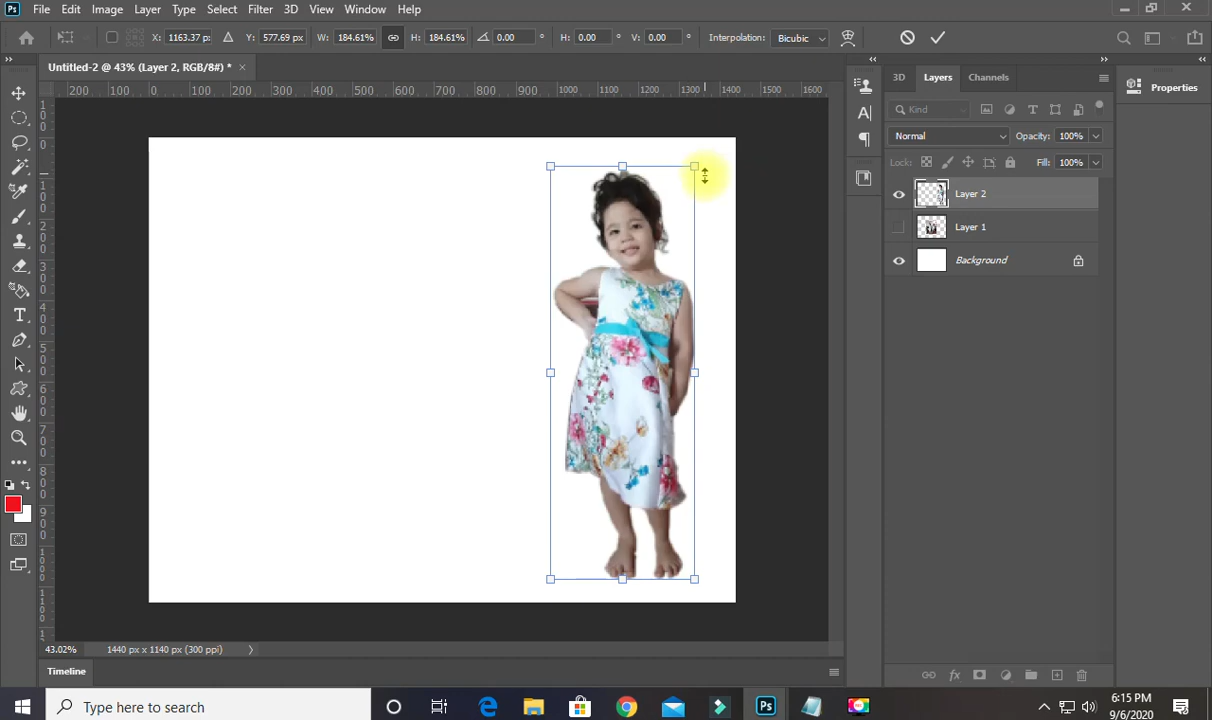 Ps File Edit Image Layer Type Select Filter 3D View Window Help
X: 1163.37 px Y: 577.69 px W: 184.61% H: 184.61% 0.00 ° H: 0.00 ° V: 0.00 ° Interpolation: Bicubic
Untitled-2 @ 43% (Layer 2, RGB/8#) * ×
200 100 0 100 200 300 400 500 600 700 800 900 1000 1100 1200 1300 1400 1500 1600
3D Layers Channels
Properties
Kind
Normal Opacity: 100%
Lock: Fill: 100%
Layer 2
Layer 1
Background
43.02% 1440 px x 1140 px (300 ppi)
Timeline
Type here to search
Ps
6:15 PM
9/6/2020